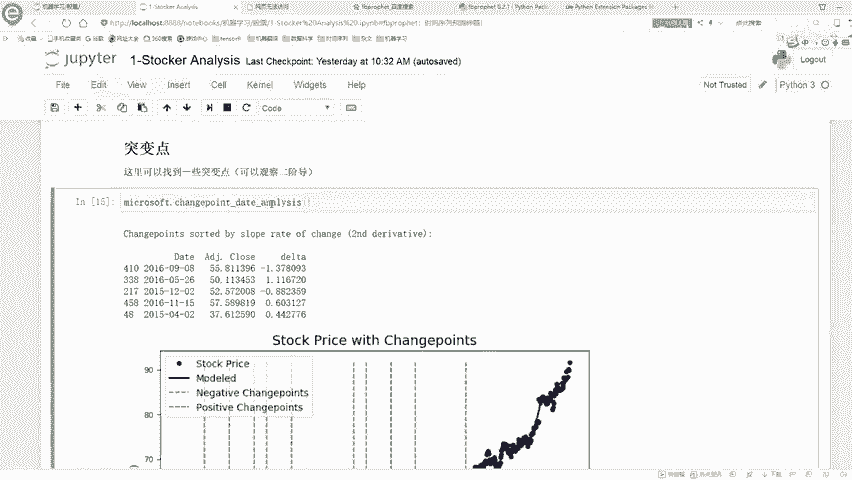 1-Stocker Analysis
http://localhost:8888/notebooks/机器学习/股票/1-Stocker%20Analysis%20.ipynb#fbprophet：时间序列预测神器
jupyter 1-Stocker Analysis Last Checkpoint: Yesterday at 10:32 AM (autosaved)
Logout
File Edit View Insert Cell Kernel Widgets Help
Not Trusted
Python 3
Code
突变点
这里可以找到一些突变点（可以观察二阶导）
In [15]: microsoft.changepoint_date_analysis()
Changepoints sorted by slope rate of change (2nd derivative):
Date Adj. Close delta
410 2016-09-08 55.811396 -1.378093
338 2016-05-26 50.113453 1.116720
217 2015-12-02 52.572008 -0.882359
458 2016-11-15 57.589819 0.603127
48 2015-04-02 37.612590 0.442776
Stock Price with Changepoints
Stock Price
Modeled
Negative Changepoints
Positive Changepoints
90
80
70